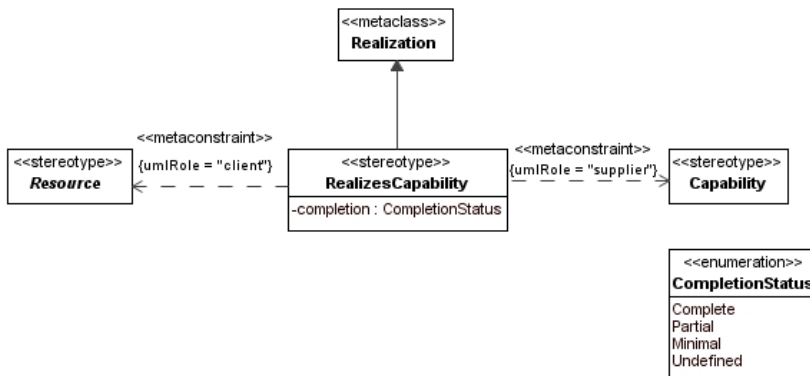 <<metaclass>>
Realization
<<metaconstraint>>
{umlRole = "client"}
<<metaconstraint>>
{umlRole = "supplier"}
<<stereotype>>
Resource
<<stereotype>>
RealizesCapability
-completion : CompletionStatus
<<stereotype>>
Capability
<<enumeration>>
CompletionStatus
Complete
Partial
Minimal
Undefined